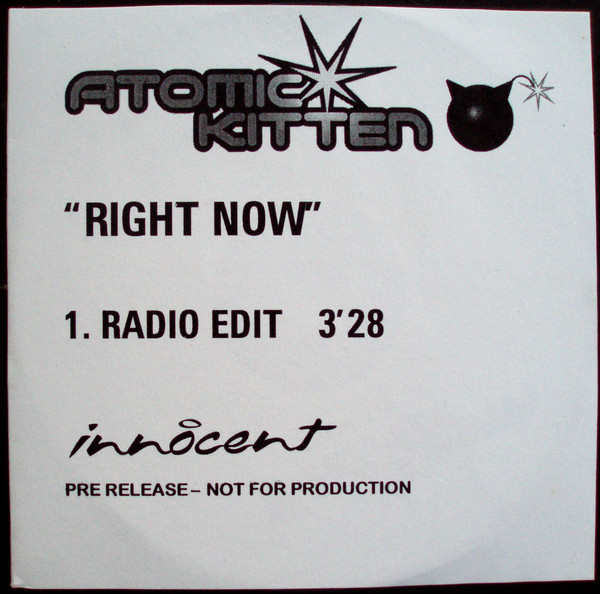 ATOMIC
KITTEN
"RIGHT NOW"
1. RADIO EDIT 3'28
innocent
PRE RELEASE – NOT FOR PRODUCTION